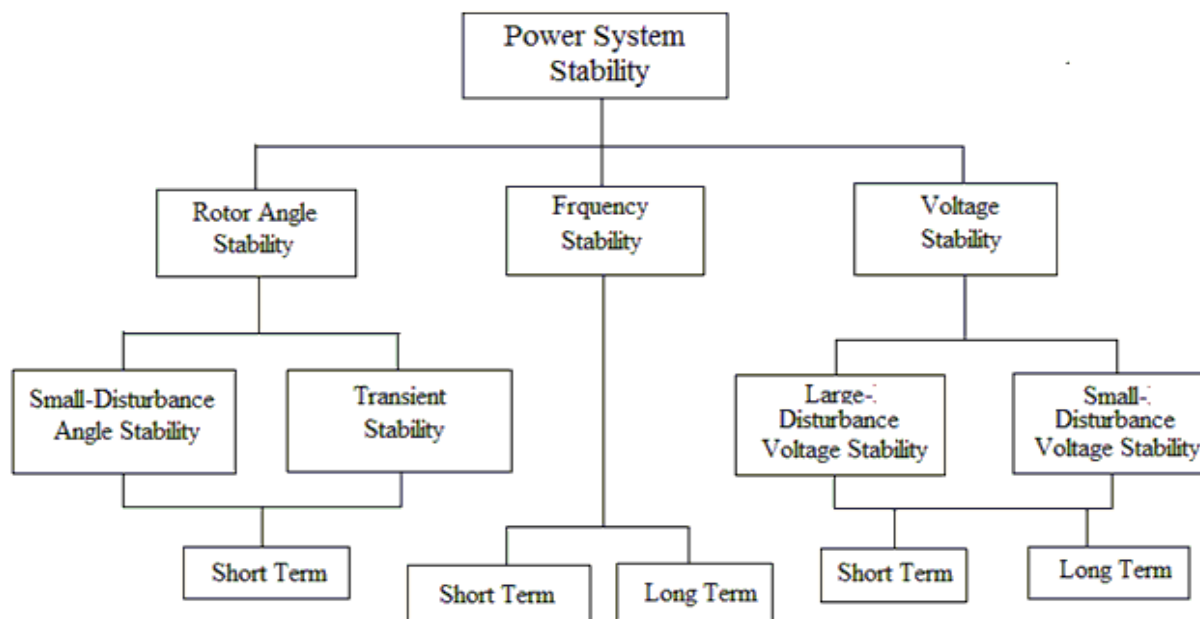 Power System
Stability
Rotor Angle
Stability
Frquency
Stability
Voltage
Stability
Small-Disturbance
Angle Stability
Transient
Stability
Large-
Disturbance
Voltage Stability
Small-
Disturbance
Voltage Stability
Short Term
Short Term
Long Term
Short Term
Long Term